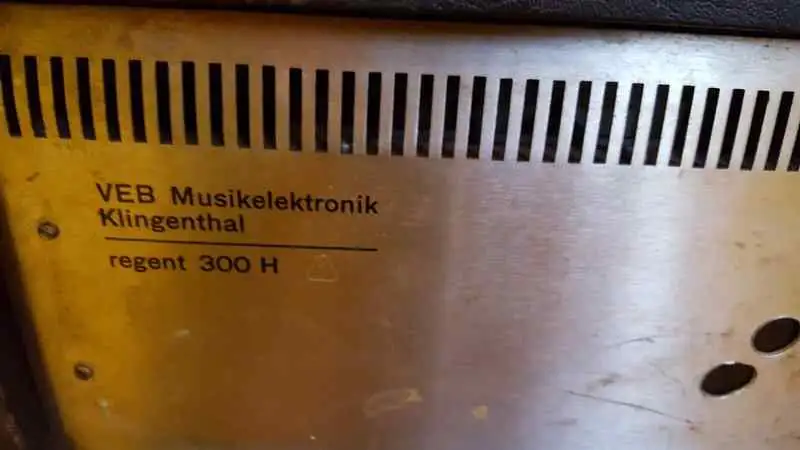 VEB Musikelektronik
Klingenthal
regent 300 H